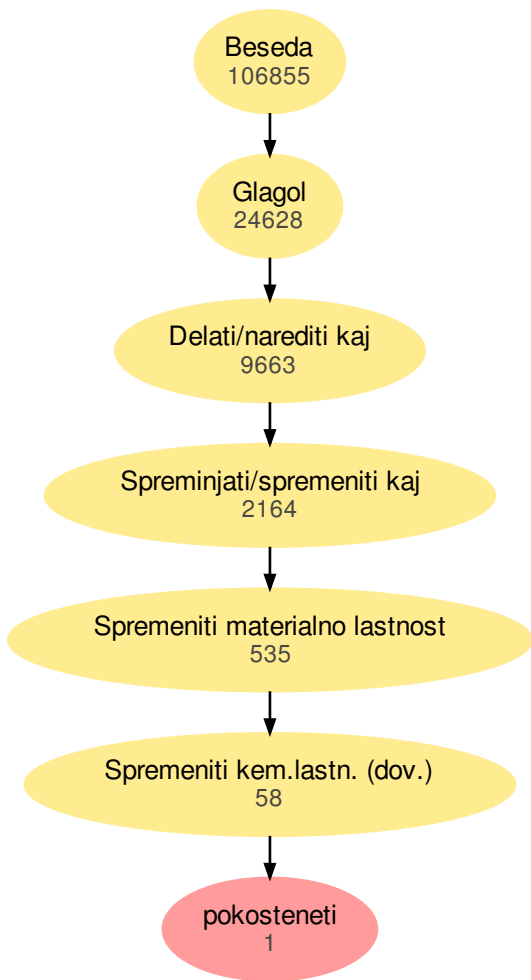 Beseda
106855
Glagol
24628
Delati/narediti kaj
9663
Spreminjati/spremeniti kaj
2164
Spremeniti materialno lastnost
535
Spremeniti kem.lastn. (dov.)
58
pokosteneti
1